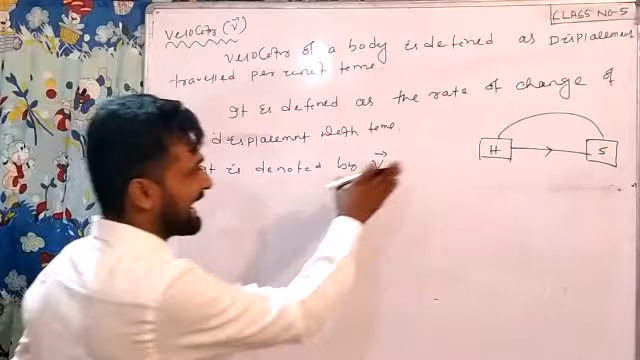 CLASS NO-5
Velocity (v⃗)
Velocity of a body is defined as Displacement
travelled per unit time.
It is defined as the rate of change of
displacement with time.
It is denoted by v⃗
H
S